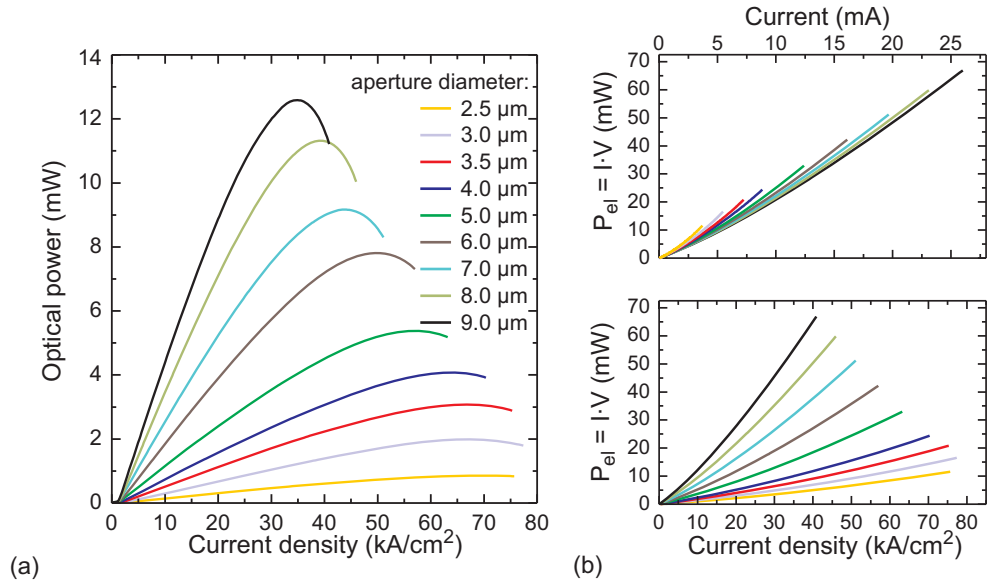 14
12
10
8
6
4
2
0
Optical power (mW)
aperture diameter:
2.5 µm
3.0 µm
3.5 µm
4.0 µm
5.0 µm
6.0 µm
7.0 µm
8.0 µm
9.0 µm
0 10 20 30 40 50 60 70 80
Current density (kA/cm²)
(a)
Current (mA)
0 5 10 15 20 25
70
60
50
40
30
20
10
0
P_el = I·V (mW)
70
60
50
40
30
20
10
0
P_el = I·V (mW)
0 10 20 30 40 50 60 70 80
Current density (kA/cm²)
(b)